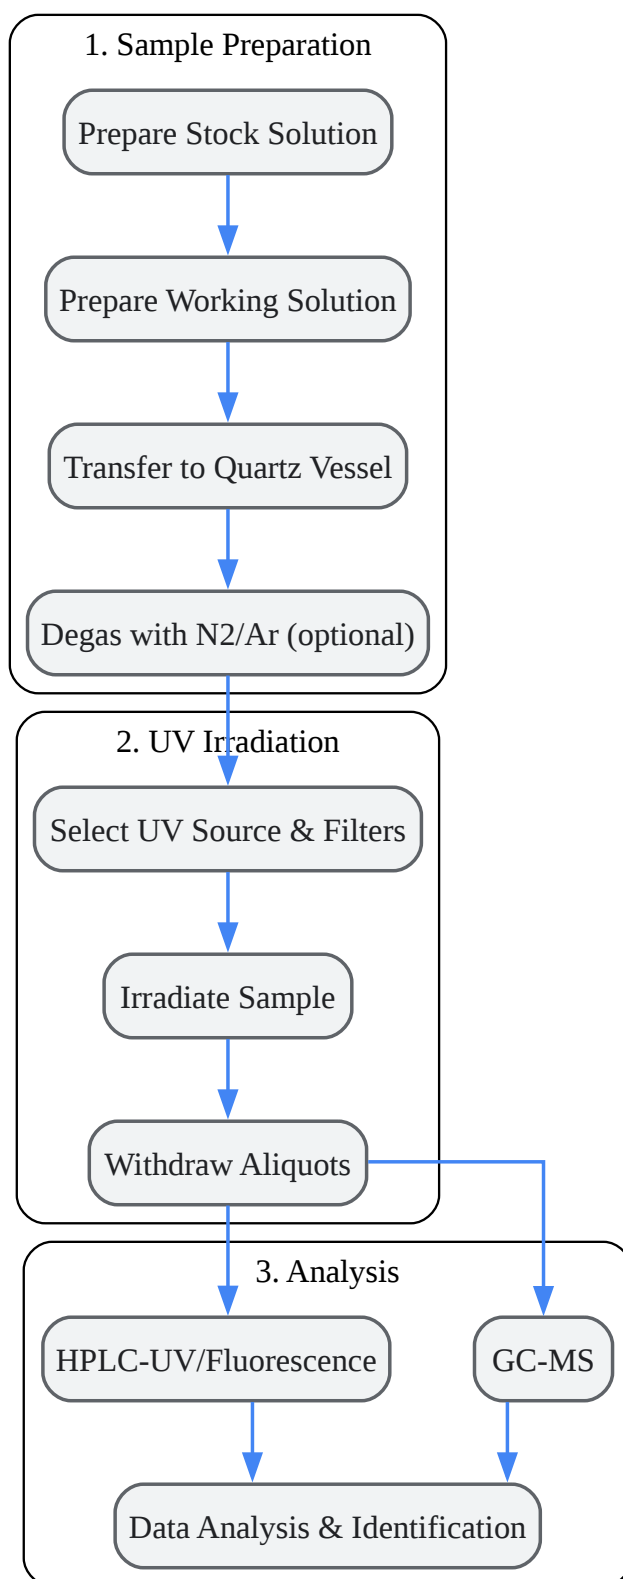 1. Sample Preparation
Prepare Stock Solution
Prepare Working Solution
Transfer to Quartz Vessel
Degas with N2/Ar (optional)
2. UV Irradiation
Select UV Source & Filters
Irradiate Sample
Withdraw Aliquots
3. Analysis
HPLC-UV/Fluorescence
GC-MS
Data Analysis & Identification